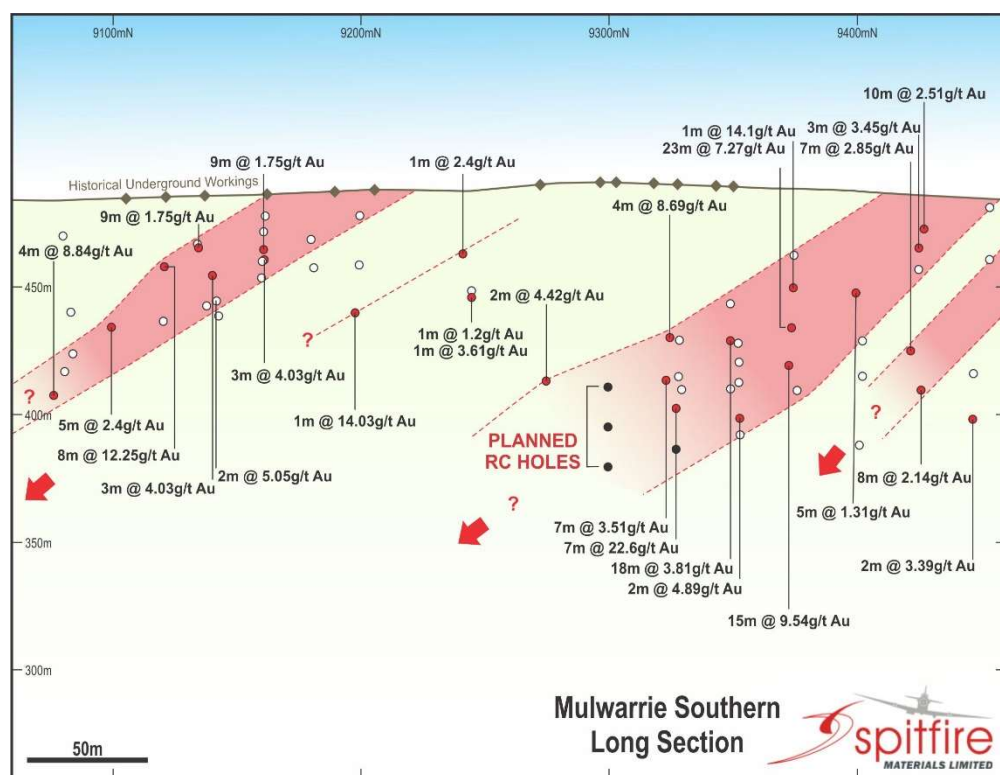 9100mN
9200mN
9300mN
9400mN
10m @ 2.51g/t Au
1m @ 14.1g/t Au
3m @ 3.45g/t Au
23m @ 7.27g/t Au
7m @ 2.85g/t Au
9m @ 1.75g/t Au
1m @ 2.4g/t Au
Historical Underground Workings
9m @ 1.75g/t Au
4m @ 8.69g/t Au
4m @ 8.84g/t Au
450m
2m @ 4.42g/t Au
?
1m @ 1.2g/t Au
1m @ 3.61g/t Au
3m @ 4.03g/t Au
?
400m
?
5m @ 2.4g/t Au
1m @ 14.03g/t Au
PLANNED
RC HOLES
8m @ 12.25g/t Au
2m @ 5.05g/t Au
3m @ 4.03g/t Au
8m @ 2.14g/t Au
?
5m @ 1.31g/t Au
7m @ 3.51g/t Au
350m
7m @ 22.6g/t Au
18m @ 3.81g/t Au
2m @ 3.39g/t Au
2m @ 4.89g/t Au
15m @ 9.54g/t Au
300m
Mulwarrie Southern
Long Section
50m
spitfire
MATERIALS LIMITED